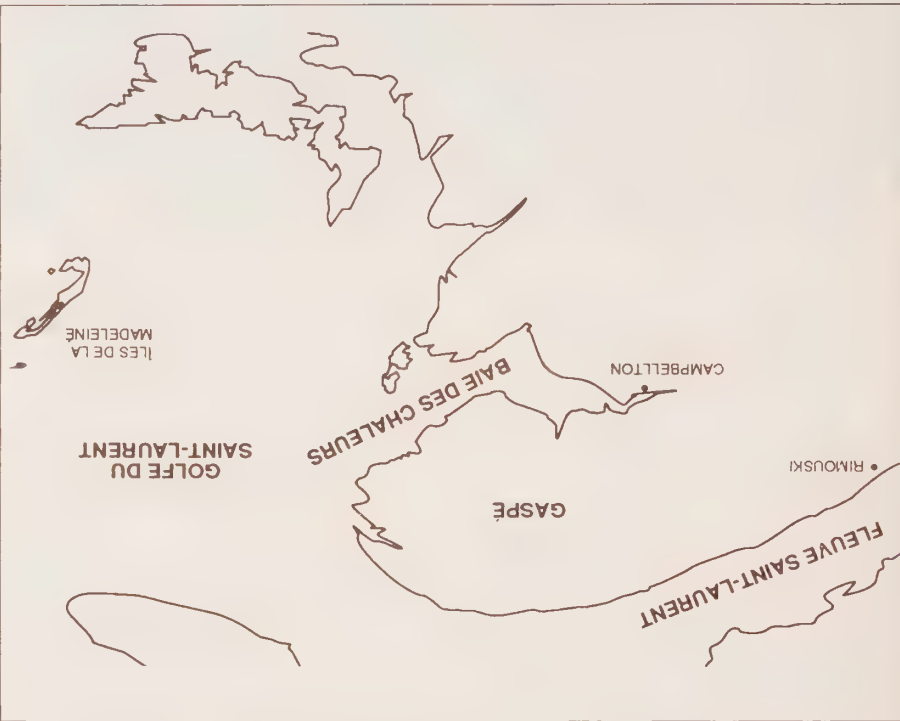 FLEUVE SAINT-LAURENT
RIMOUSKI
GASPÉ
GOLFE DU
SAINT-LAURENT
BAIE DES CHALEURS
CAMPBELLTON
ÎLES DE LA
MADELEINE